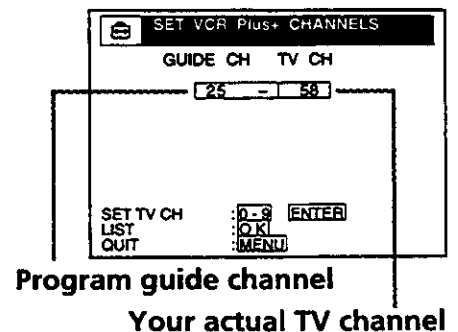 SET VCR Plus+ CHANNELS
GUIDE CH TV CH
25 - 58
SET TV CH : 0 - 9 ENTER
LIST : OK
QUIT : MENU
Program guide channel
Your actual TV channel